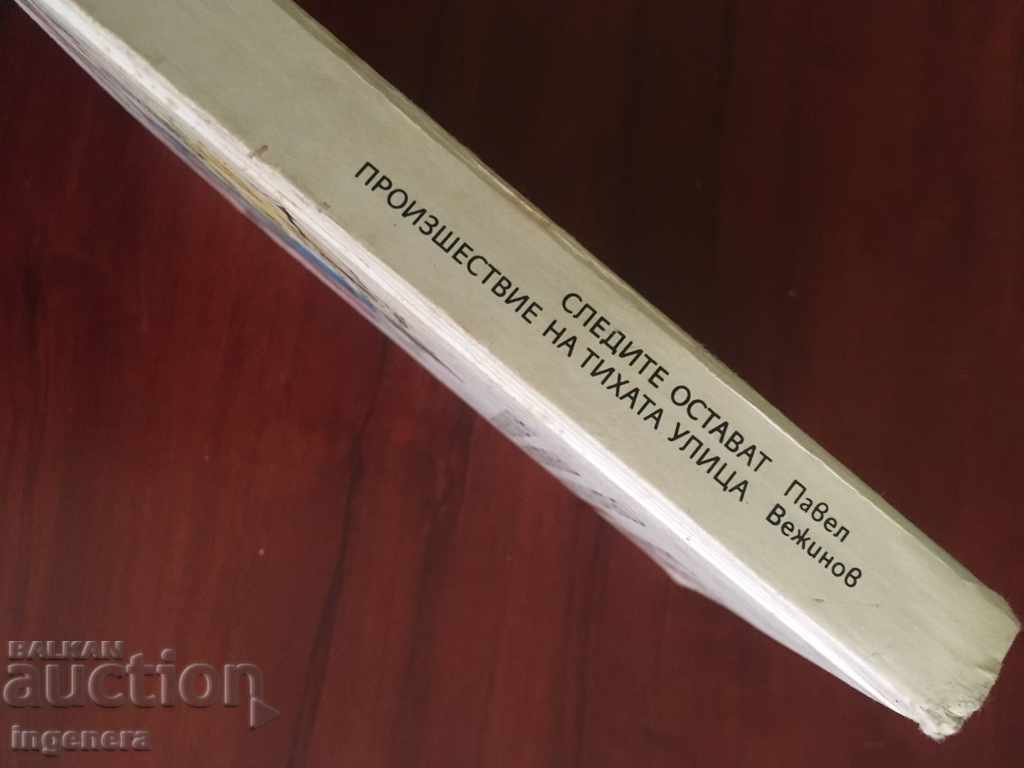 СЛЕДИТЕ ОСТАВАТ Павел
ПРОИЗШЕСТВИЕ НА ТИХАТА УЛИЦА Вежинов
BALKAN
auction
ingenera